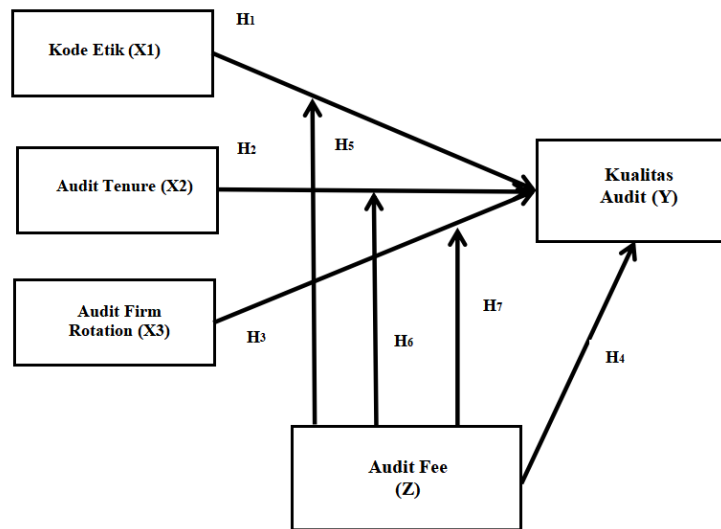 H1
Kode Etik (X1)
H2
H5
Audit Tenure (X2)
Kualitas
Audit (Y)
Audit Firm
Rotation (X3)
H3
H6
H7
H4
Audit Fee
(Z)